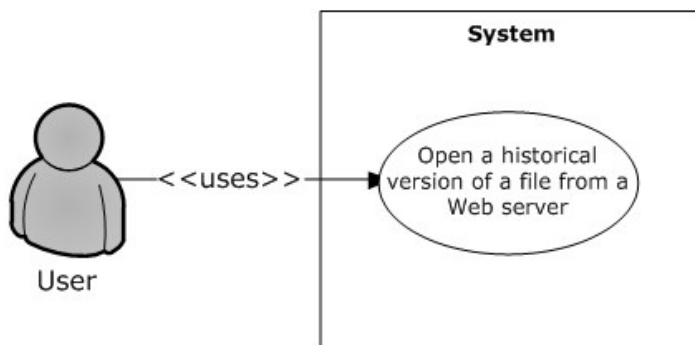 System
Open a historical
version of a file from a
Web server
<<uses>>
User